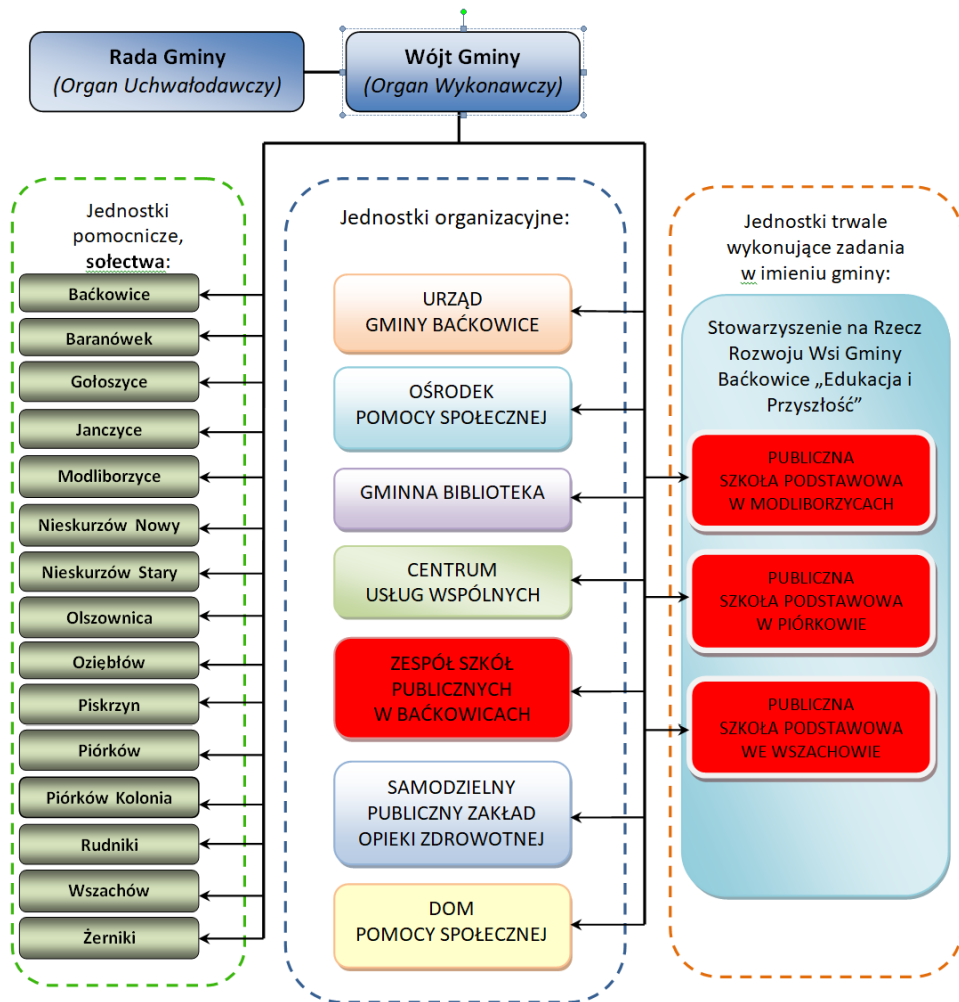 Rada Gminy
(Organ Uchwałodawczy)
Wójt Gminy
(Organ Wykonawczy)
Jednostki
pomocnicze,
sołectwa:
Baćkowice
Baranówek
Gołoszyce
Janczyce
Modliborzyce
Nieskurzów Nowy
Nieskurzów Stary
Olszownica
Oziębłów
Piskrzyn
Piórków
Piórków Kolonia
Rudniki
Wszachów
Żerniki
Jednostki organizacyjne:
URZĄD
GMINY BAĆKOWICE
OŚRODEK
POMOCY SPOŁECZNEJ
GMINNA BIBLIOTEKA
CENTRUM
USŁUG WSPÓLNYCH
ZESPÓŁ SZKÓŁ
PUBLICZNYCH
W BAĆKOWICACH
SAMODZIELNY
PUBLICZNY ZAKŁAD
OPIEKI ZDROWOTNEJ
DOM
POMOCY SPOŁECZNEJ
Jednostki trwale
wykonujące zadania
w imieniu gminy:
Stowarzyszenie na Rzecz
Rozwoju Wsi Gminy
Baćkowice „Edukacja i
Przyszłość”
PUBLICZNA
SZKOŁA PODSTAWOWA
W MODLIBORZYCACH
PUBLICZNA
SZKOŁA PODSTAWOWA
W PIÓRKOWIE
PUBLICZNA
SZKOŁA PODSTAWOWA
WE WSZACHOWIE